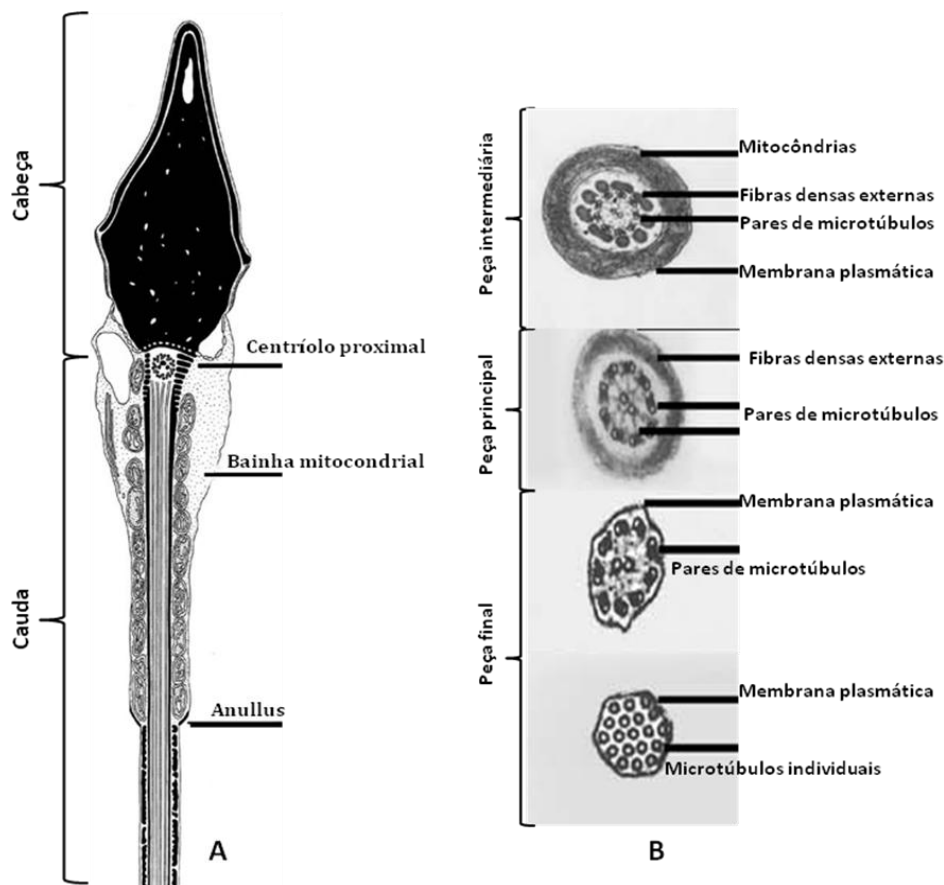 Cabeça
Cauda
Centríolo proximal
Bainha mitocondrial
Anullus
A
Peça intermediária
Peça principal
Peça final
Mitocôndrias
Fibras densas externas
Pares de microtúbulos
Membrana plasmática
Fibras densas externas
Pares de microtúbulos
Membrana plasmática
Pares de microtúbulos
Membrana plasmática
Microtúbulos individuais
B